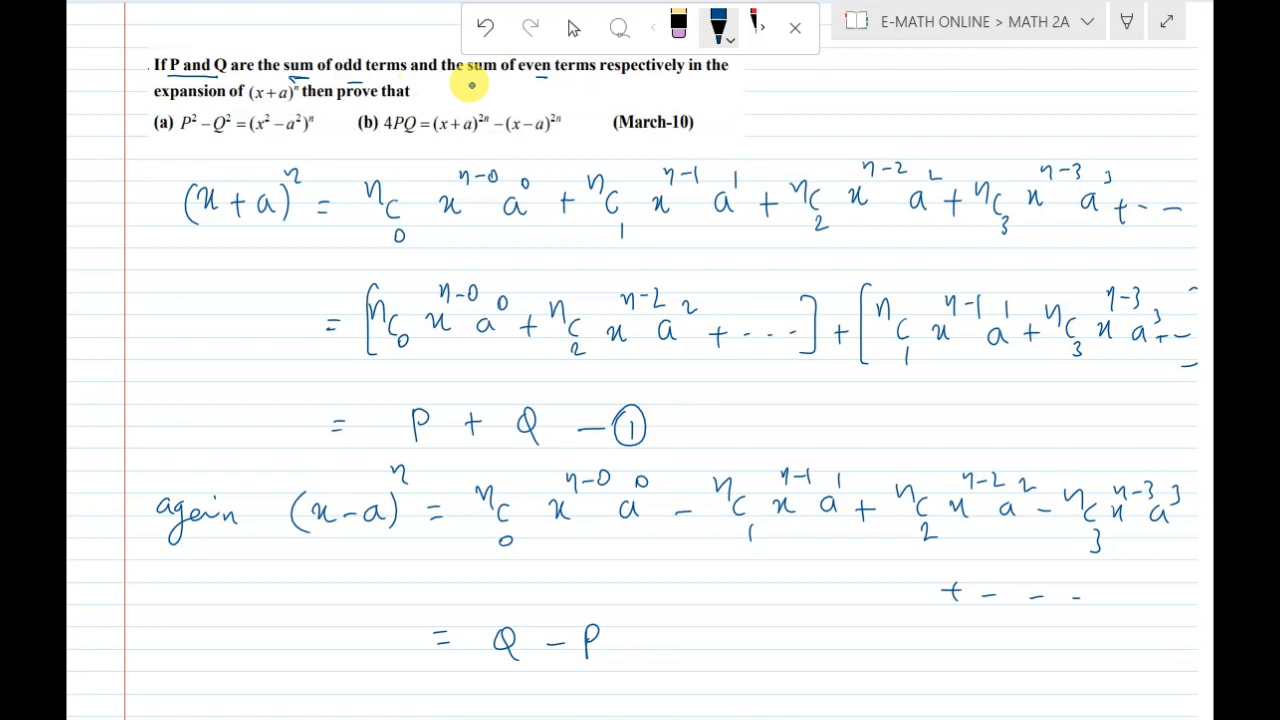 E-MATH ONLINE > MATH 2A
. If P and Q are the sum of odd terms and the sum of even terms respectively in the
expansion of (x+a)ⁿ then prove that
(a) P² − Q² = (x² − a²)ⁿ (b) 4PQ = (x+a)²ⁿ − (x−a)²ⁿ (March-10)
(x + a)ⁿ = ⁿC₀ xⁿ⁻⁰ a⁰ + ⁿC₁ xⁿ⁻¹ a¹ + ⁿC₂ xⁿ⁻² a² + ⁿC₃ xⁿ⁻³ a³ + - - -
= [ⁿC₀ xⁿ⁻⁰ a⁰ + ⁿC₂ xⁿ⁻² a² + ....] + [ⁿC₁ xⁿ⁻¹ a¹ + ⁿC₃ xⁿ⁻³ a³ + - -
= P + Q — ①
again (x − a)ⁿ = ⁿC₀ xⁿ⁻⁰ a⁰ − ⁿC₁ xⁿ⁻¹ a¹ + ⁿC₂ xⁿ⁻² a² − ⁿC₃ xⁿ⁻³ a³
+ - - -
= Q − P